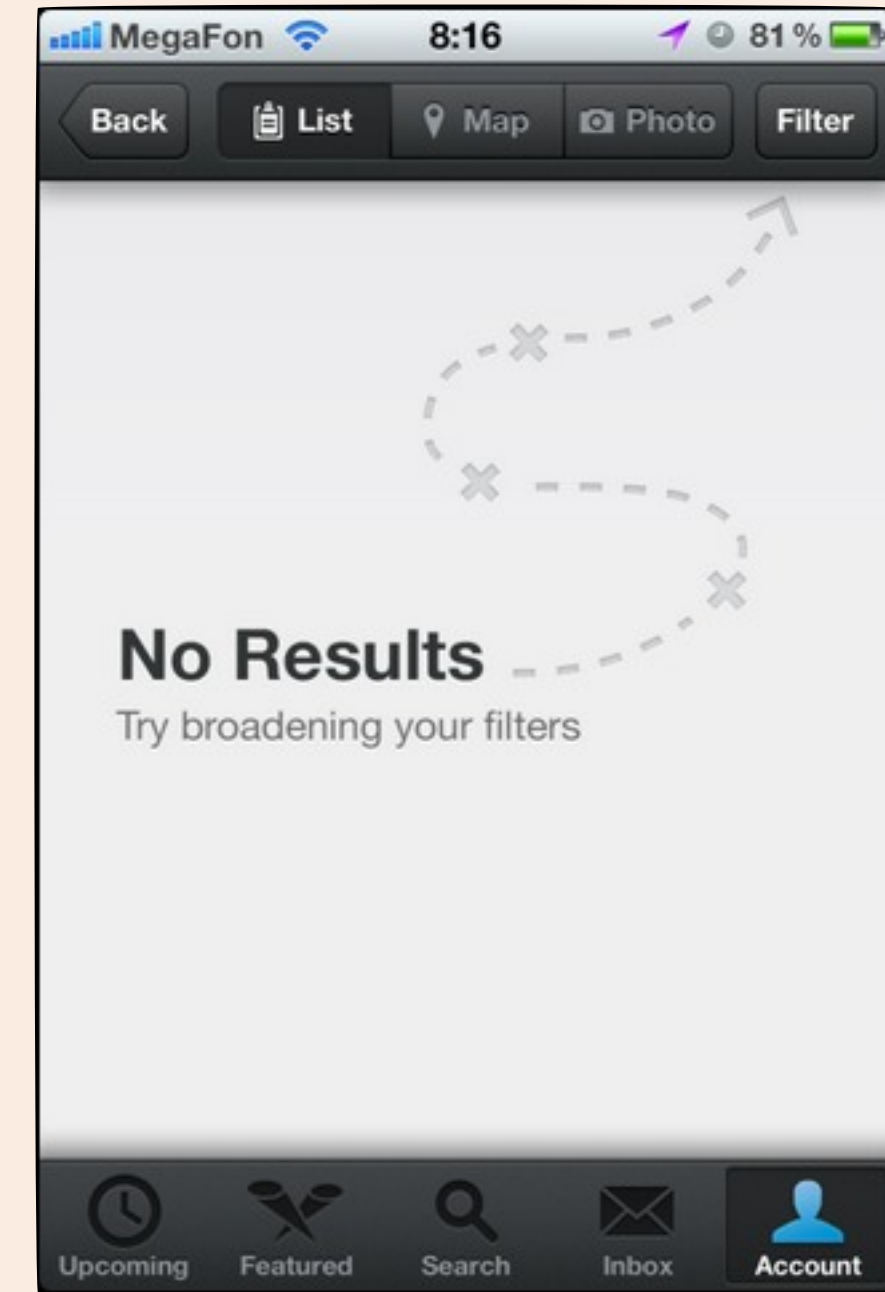 MegaFon 8:16 81 %
Back List Map Photo Filter
No Results
Try broadening your filters
Upcoming Featured Search Inbox Account